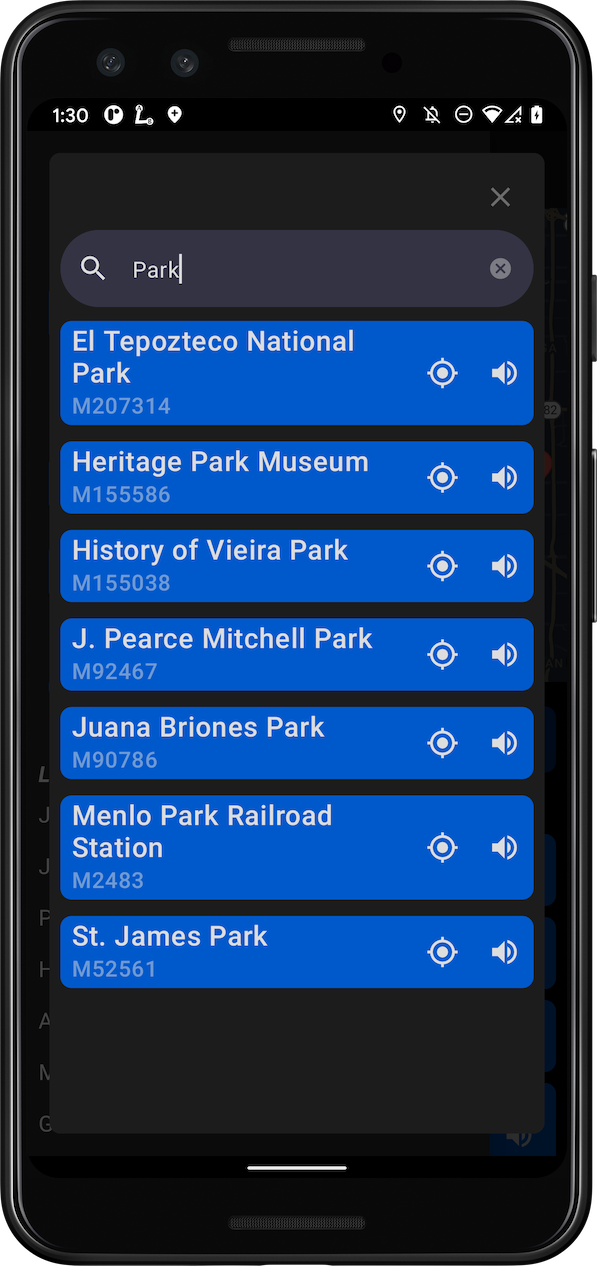 1:30
Park
El Tepozteco National
Park
M207314
Heritage Park Museum
M155586
History of Vieira Park
M155038
J. Pearce Mitchell Park
M92467
Juana Briones Park
M90786
Menlo Park Railroad
Station
M2483
St. James Park
M52561
82
L
J
J
P
H
A
M
G